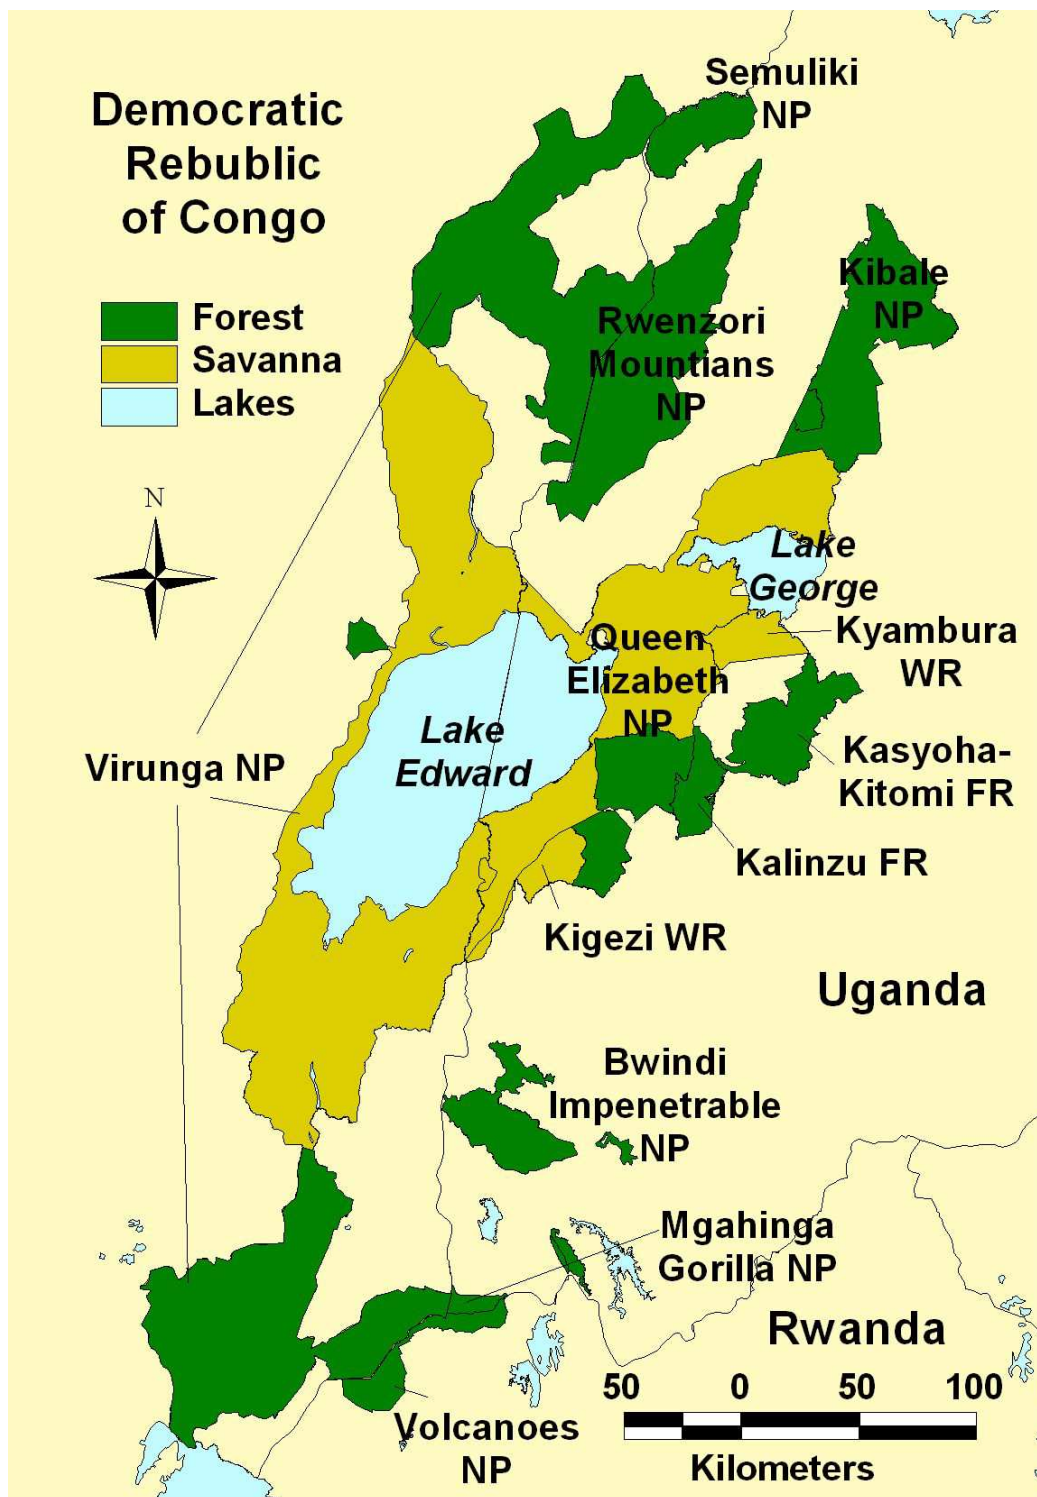 Semuliki
NP
Democratic
Rebublic
of Congo
Kibale
NP
Forest
Savanna
Lakes
Rwenzori
Mountians
NP
N
Lake
George
Queen
Elizabeth
NP
Kyambura
WR
Lake
Edward
Virunga NP
Kasyoha-
Kitomi FR
Kalinzu FR
Kigezi WR
Uganda
Bwindi
Impenetrable
NP
Mgahinga
Gorilla NP
Rwanda
50 0 50 100
Kilometers
Volcanoes
NP